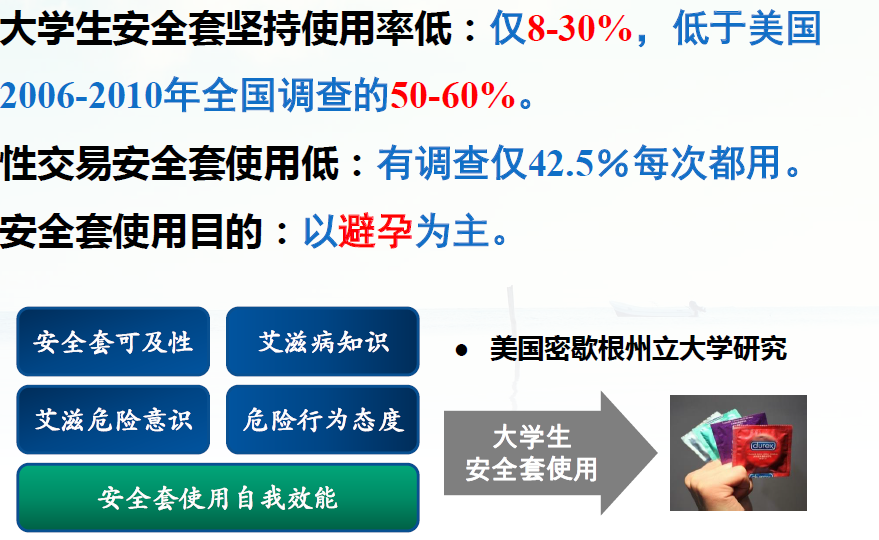 大学生安全套坚持使用率低：仅8-30%，低于美国
2006-2010年全国调查的50-60%。
性交易安全套使用低：有调查仅42.5％每次都用。
安全套使用目的：以避孕为主。
安全套可及性
艾滋病知识
• 美国密歇根州立大学研究
艾滋危险意识
危险行为态度
大学生
安全套使用
durex
安全套使用自我效能